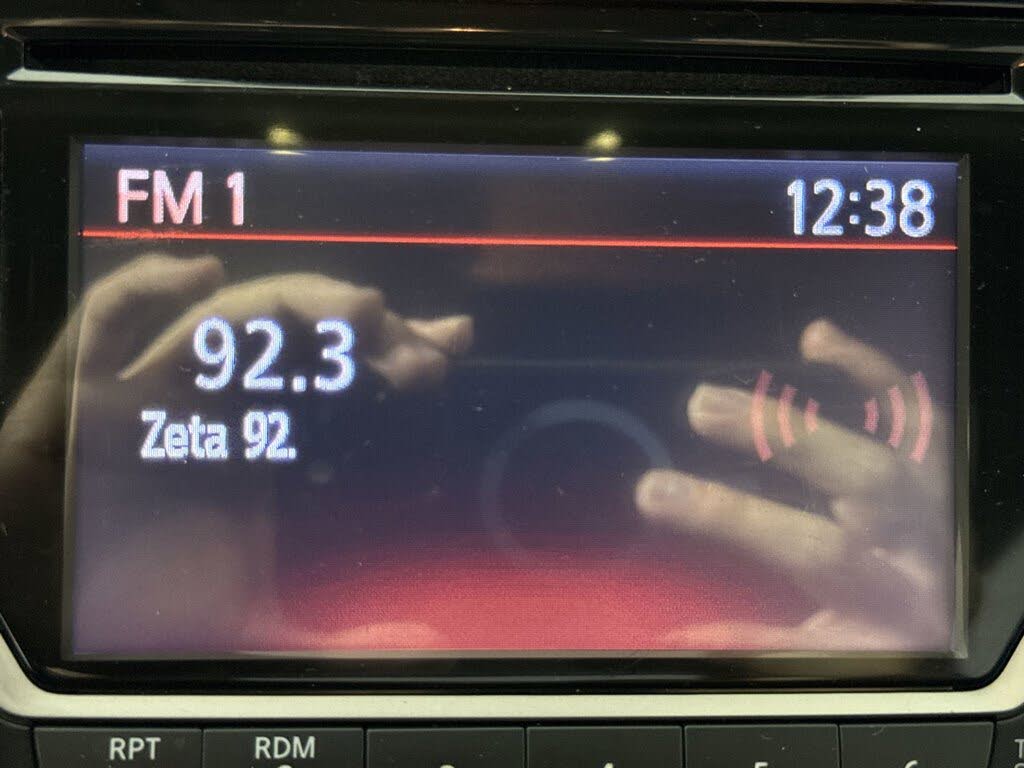 FM 1
12:38
92.3
Zeta 92.
RPT
RDM